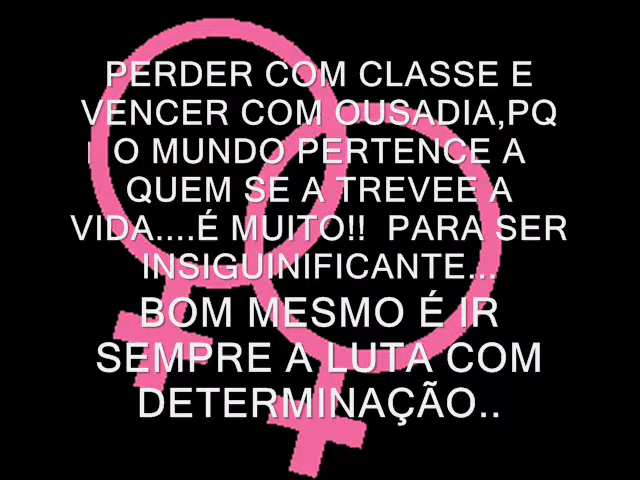 PERDER COM CLASSE E
VENCER COM OUSADIA,PQ
O MUNDO PERTENCE A
QUEM SE A TREVEE A
VIDA....É MUITO!! PARA SER
INSIGUINIFICANTE...
BOM MESMO É IR
SEMPRE A LUTA COM
DETERMINAÇÃO..